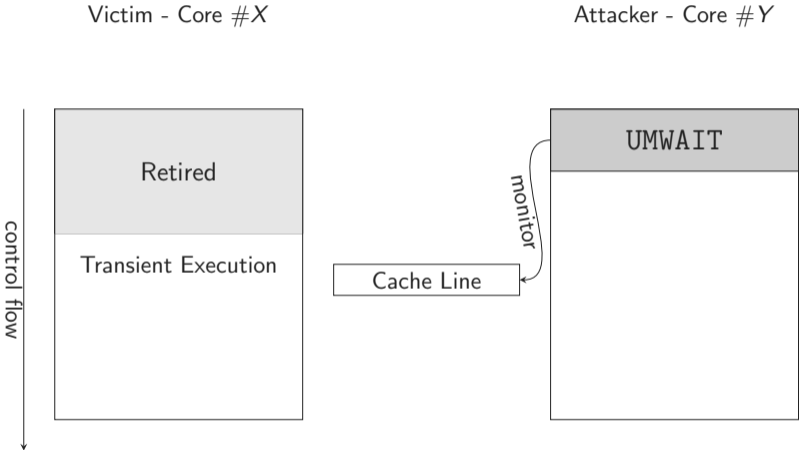 Victim - Core #X
Attacker - Core #Y
Retired
UMWAIT
monitor
Transient Execution
Cache Line
control flow